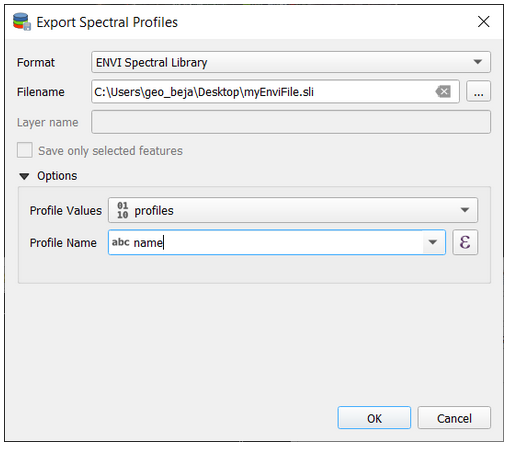 Export Spectral Profiles
Format ENVI Spectral Library
Filename C:\Users\geo_beja\Desktop\myEnviFile.sli ...
Layer name
Save only selected features
Options
Profile Values 01 10 profiles
Profile Name abc name ε
OK Cancel